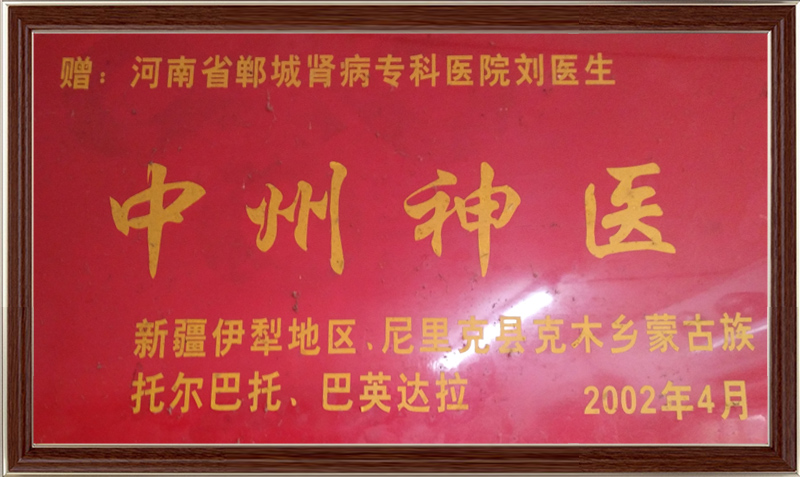 赠：河南省郸城肾病专科医院刘医生
中州神医
新疆伊犁地区、尼里克县克木乡蒙古族
托尔巴托、巴英达拉 2002年4月